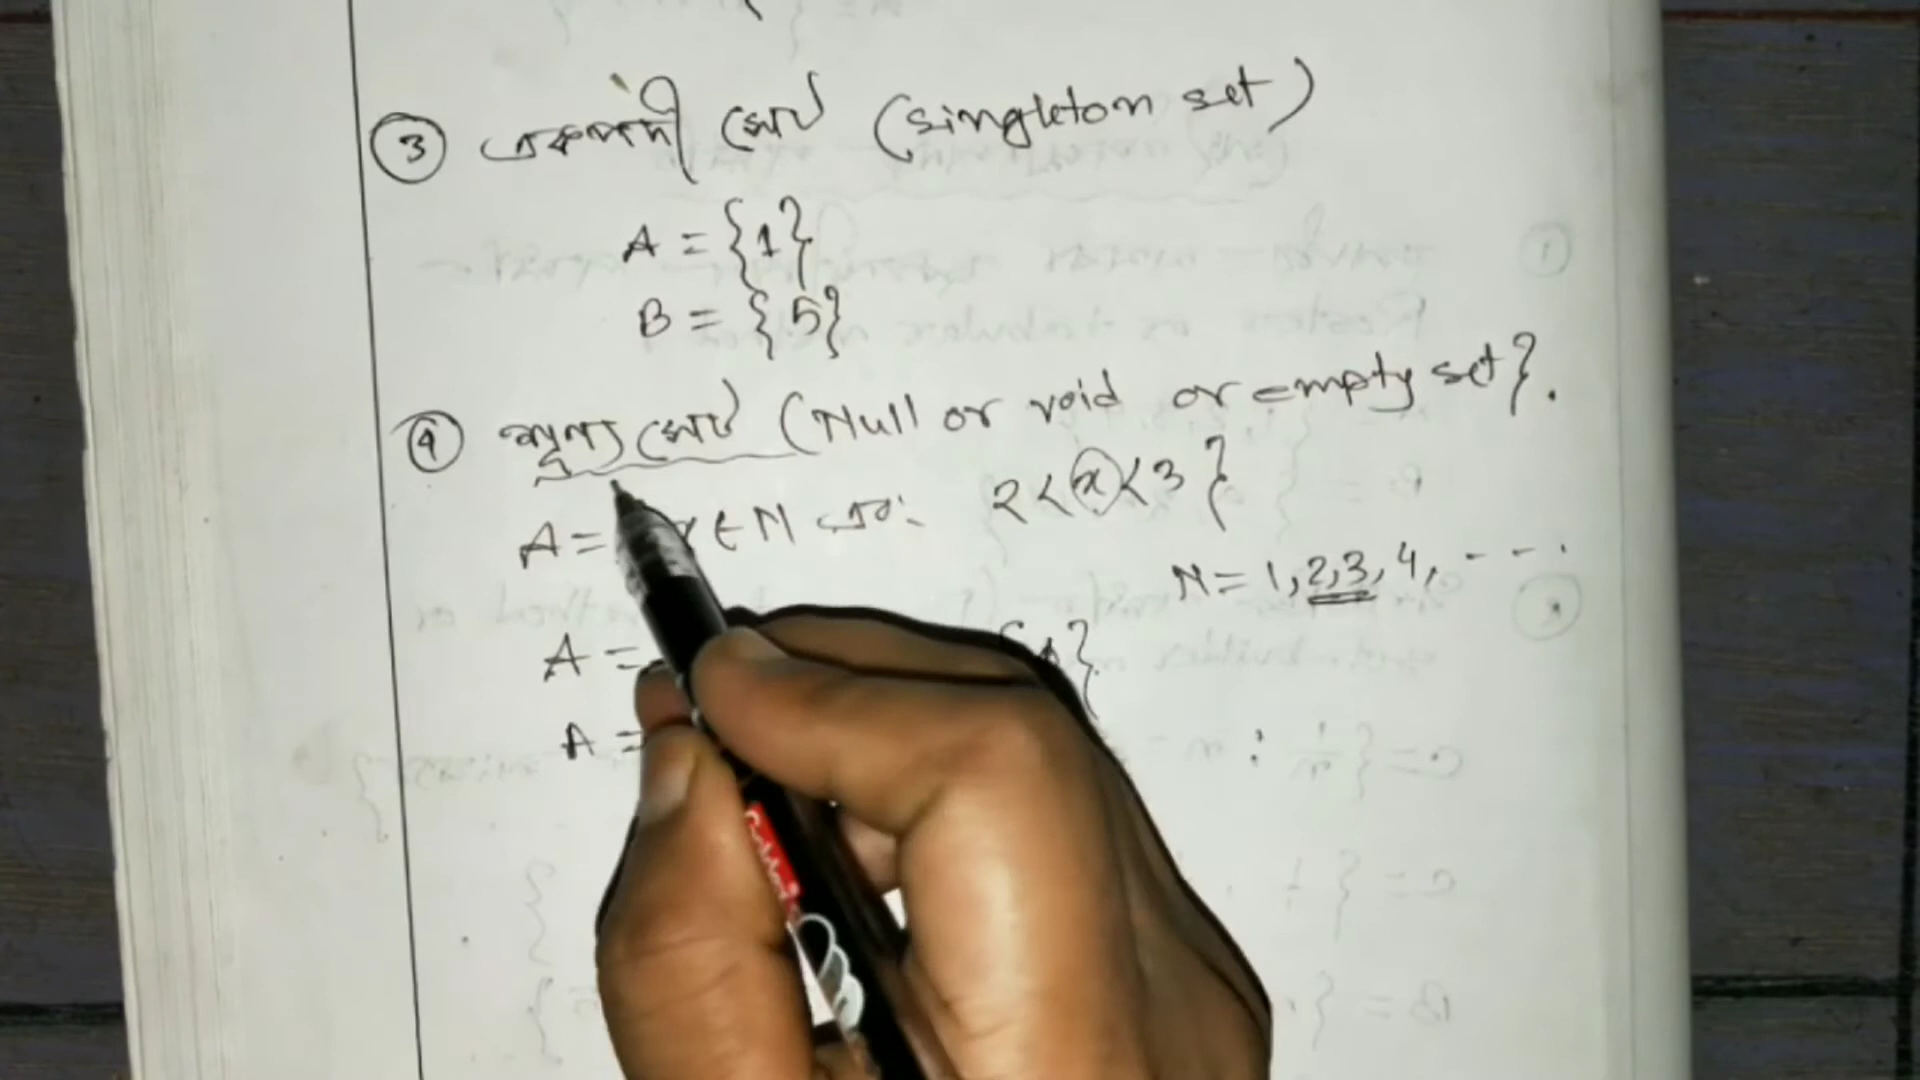 ③ একপদী সেট (singleton set)
A = {1}
B = {5}
④ শূন্য সেট (Null or void or empty set}.
A = x ∈ N এবং 2 < x < 3 }
N = 1, 2, 3, 4, - - .
A = }
A = :